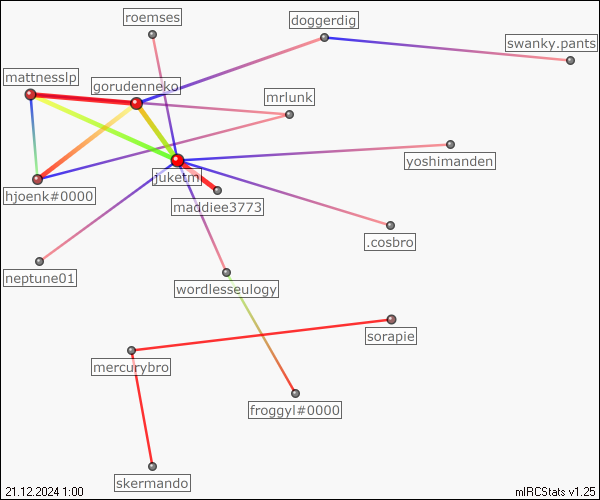 roemses
doggerdig
swanky.pants
mattnesslp
gorudenneko
mrlunk
yoshimanden
juketm
hjoenk#0000
maddiee3773
.cosbro
neptune01
wordlesseulogy
sorapie
mercurybro
froggyl#0000
skermando
21.12.2024 1:00
mIRCStats v1.25